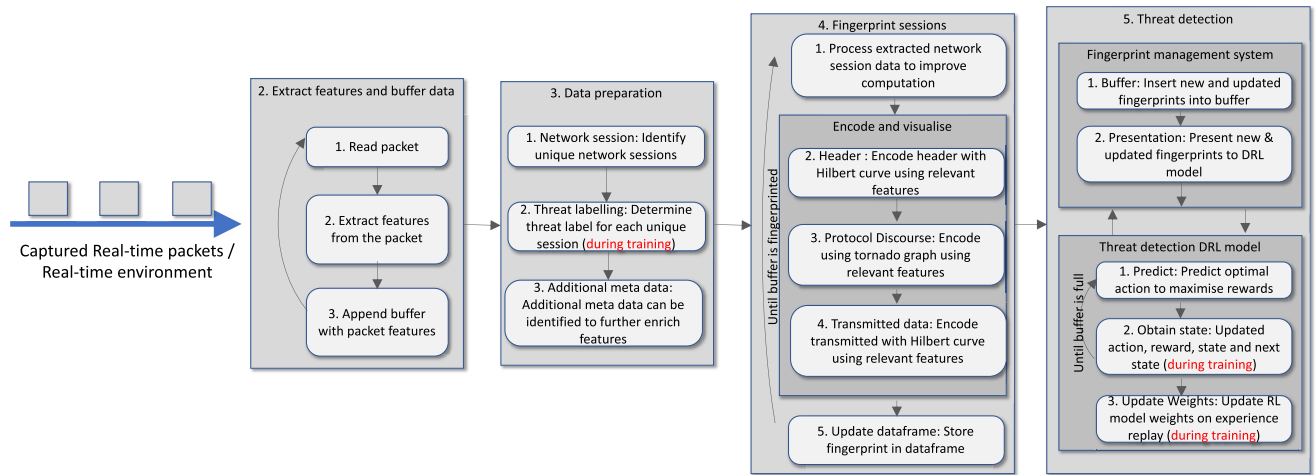 Captured Real-time packets /
Real-time environment
2. Extract features and buffer data
1. Read packet
2. Extract features
from the packet
3. Append buffer
with packet features
3. Data preparation
1. Network session: Identify
unique network sessions
2. Threat labelling: Determine
threat label for each unique
session (during training)
3. Additional meta data:
Additional meta data can be
identified to further enrich
features
4. Fingerprint sessions
1. Process extracted network
session data to improve
computation
Until buffer is fingerprinted
Encode and visualise
2. Header : Encode header with
Hilbert curve using relevant
features
3. Protocol Discourse: Encode
using tornado graph using
relevant features
4. Transmitted data: Encode
transmitted with Hilbert curve
using relevant features
5. Update dataframe: Store
fingerprint in dataframe
5. Threat detection
Fingerprint management system
1. Buffer: Insert new and updated
fingerprints into buffer
2. Presentation: Present new &
updated fingerprints to DRL
model
Threat detection DRL model
Until buffer is full
1. Predict: Predict optimal
action to maximise rewards
2. Obtain state: Updated
action, reward, state and next
state (during training)
3. Update Weights: Update RL
model weights on experience
replay (during training)